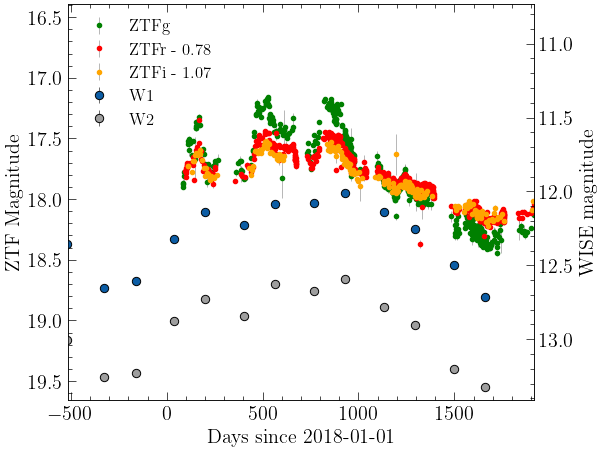 16.5
17.0
17.5
18.0
18.5
19.0
19.5
ZTF Magnitude
ZTFg
ZTFr - 0.78
ZTFi - 1.07
W1
W2
11.0
11.5
12.0
12.5
13.0
WISE magnitude
−500
0
500
1000
1500
Days since 2018-01-01